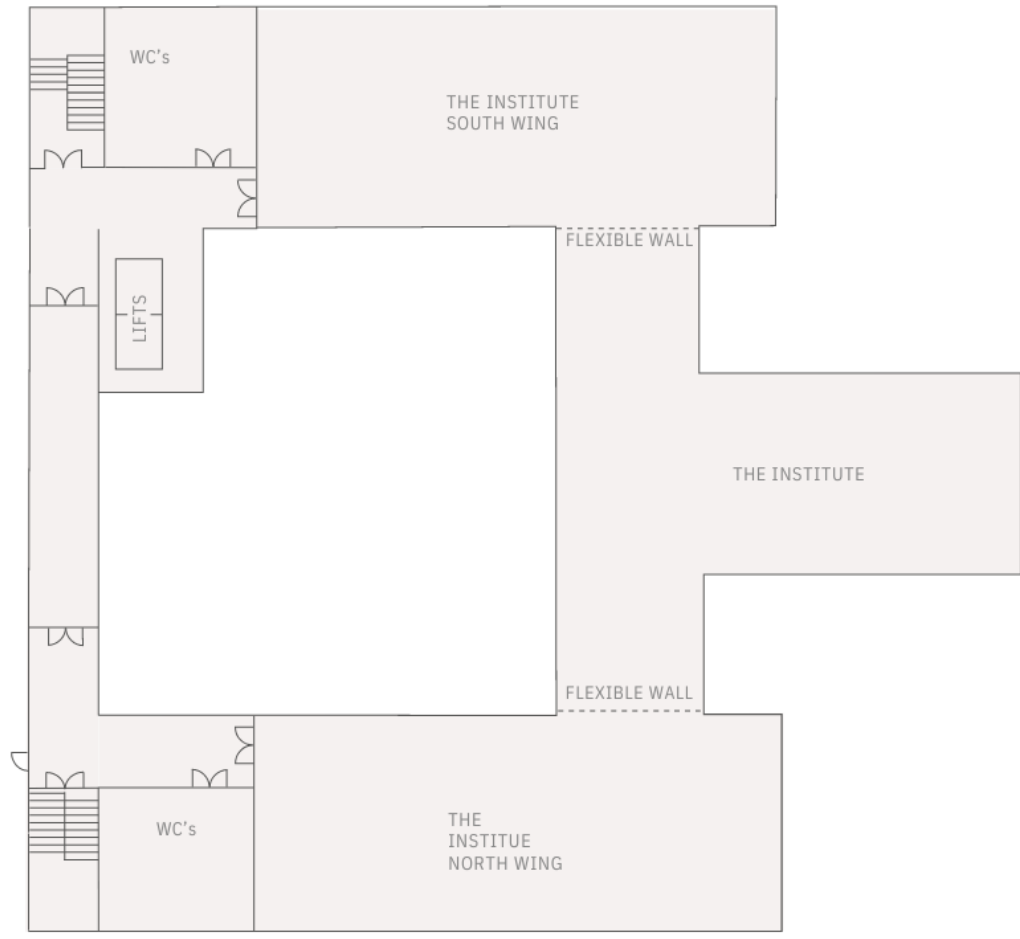 WC's
THE INSTITUTE
SOUTH WING
FLEXIBLE WALL
LIFTS
THE INSTITUTE
FLEXIBLE WALL
THE
INSTITUE
NORTH WING
WC's